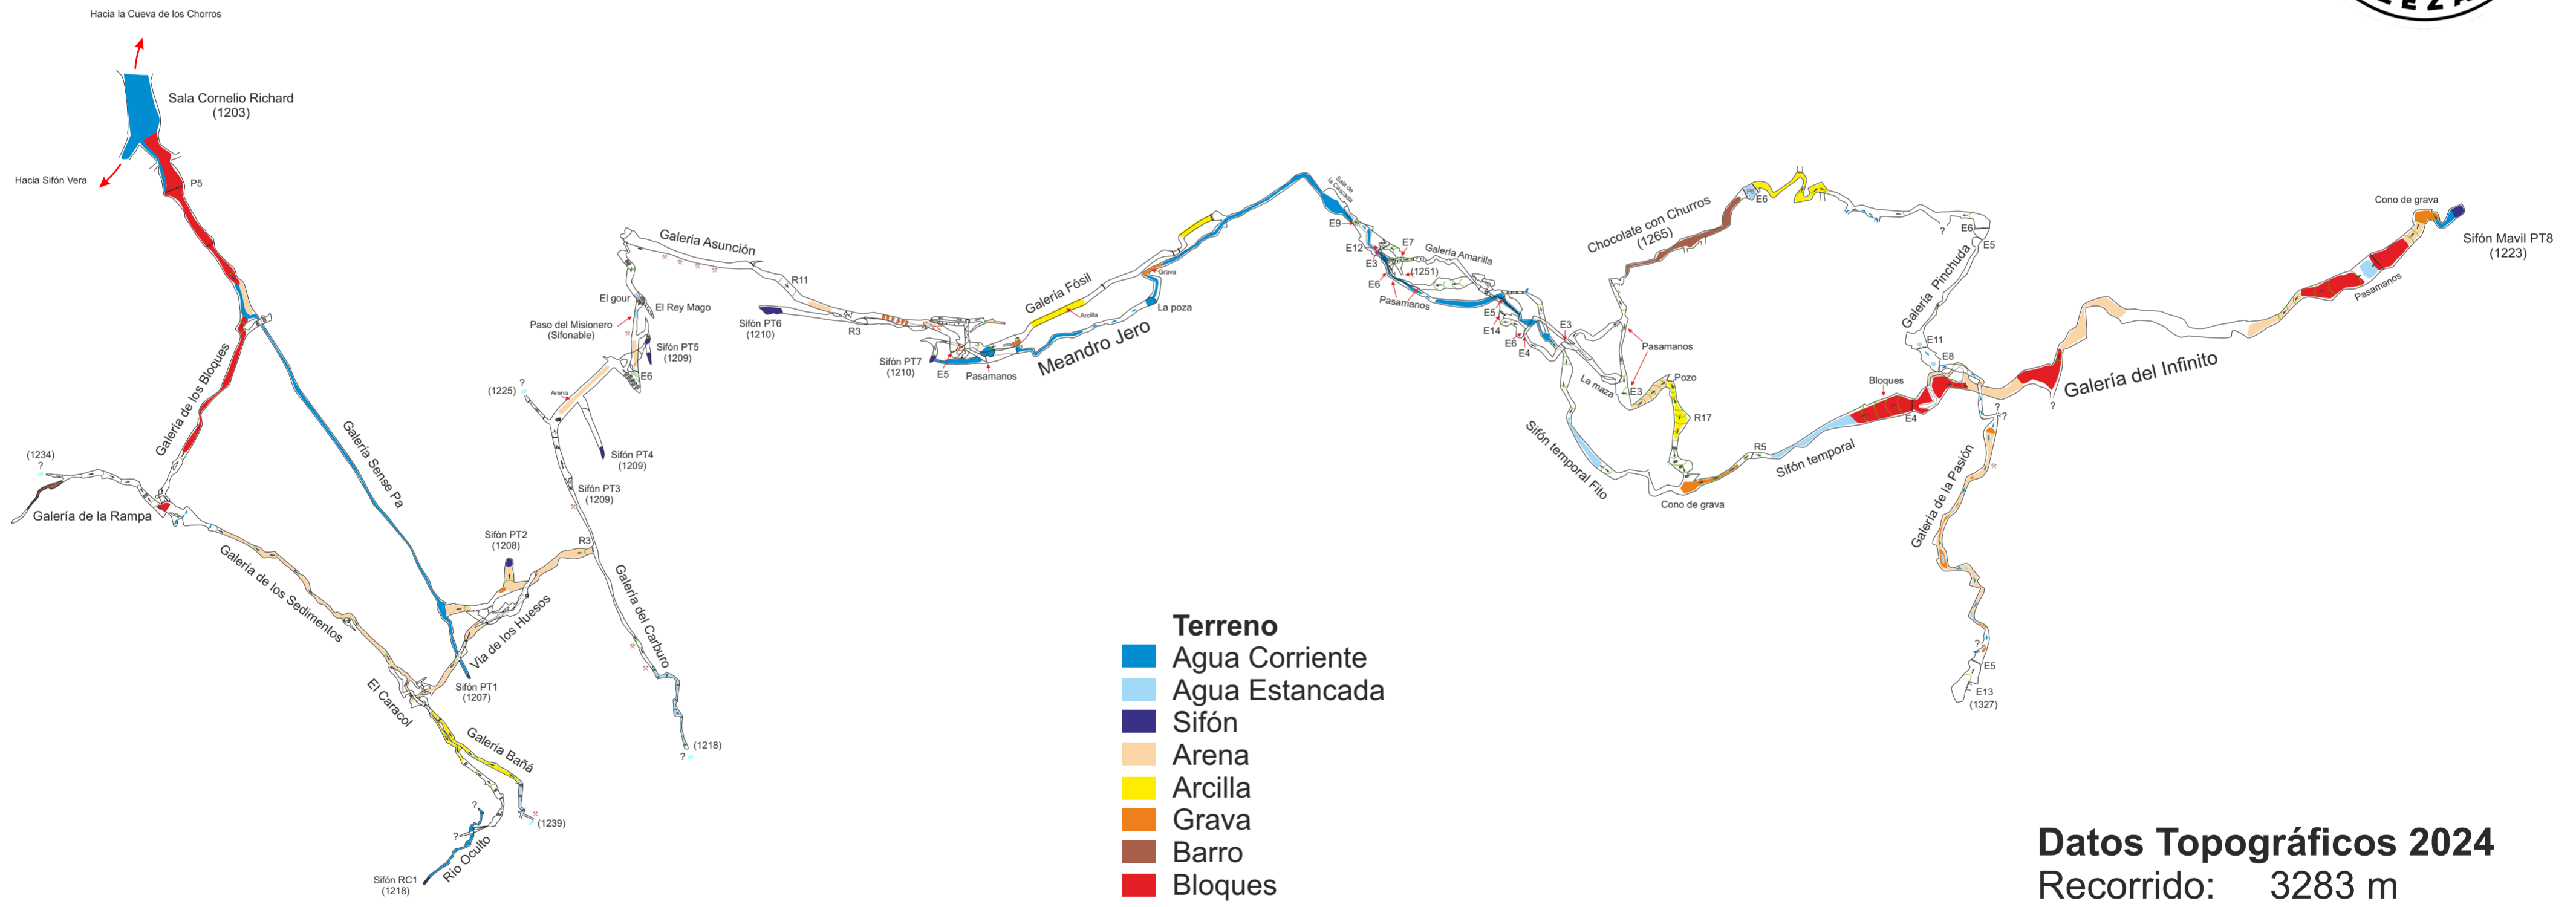 Hacia la Cueva de los Chorros
Sala Cornelio Richard
(1203)
Hacia Sifón Vera
P5
Galería de los Bloques
Galería Sense Pa
(1234)
?
Galería de la Rampa
Galería de los Sedimentos
El Caracol
Galería Bañá
(1239)
?
?
Río Oculto
Sifón RC1
(1218)
Sifón PT1
(1207)
Vía de los Huesos
Sifón PT2
(1208)
R3
Galería del Carburo
(1218)
?
Sifón PT3
(1209)
?
(1225)
Arena
Sifón PT4
(1209)
E6
Sifón PT5
(1209)
Paso del Misionero
(Sifonable)
El gour
El Rey Mago
Galería Asunción
R11
Sifón PT6
(1210)
R3
Sifón PT7
(1210)
E5
Pasamanos
Galería Fósil
Arcilla
Meandro Jero
Grava
La poza
Sala de
la Cascada
E9
E12
E3
E7
(1251)
E6
Pasamanos
Galería Amarilla
E5
E14
E6
E4
E3
La maza
Pasamanos
E3
Pozo
R17
Chocolate con Churros
(1265)
E6
?
E6
E5
Galería Pinchuda
E11
E8
Sifón temporal Fito
Cono de grava
R5
Sifón temporal
Bloques
E4
?
?
?
Galería del Infinito
Galería de la Pasión
?
E5
E13
(1327)
Pasamanos
Cono de grava
Sifón Mavil PT8
(1223)
Terreno
Agua Corriente
Agua Estancada
Sifón
Arena
Arcilla
Grava
Barro
Bloques
Datos Topográficos 2024
Recorrido: 3283 m